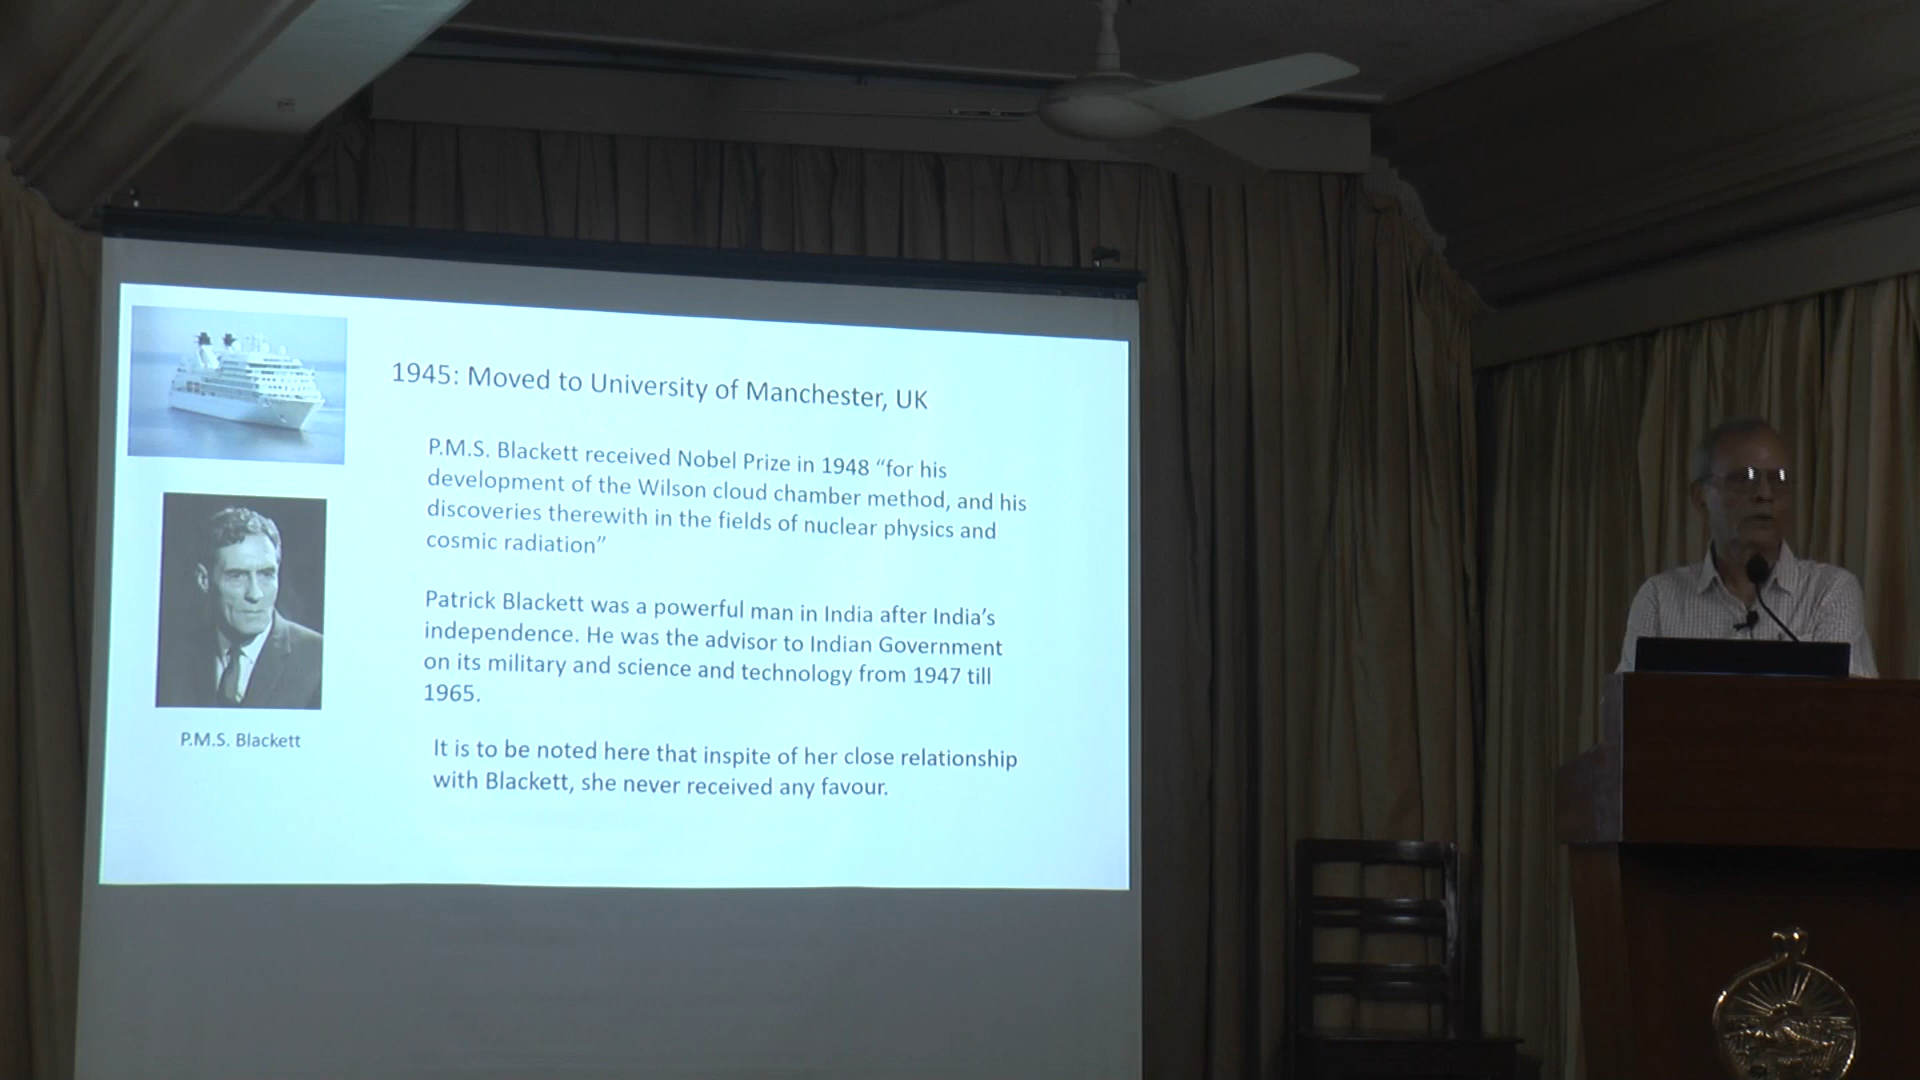 1945: Moved to University of Manchester, UK
P.M.S. Blackett received Nobel Prize in 1948 “for his
development of the Wilson cloud chamber method, and his
discoveries therewith in the fields of nuclear physics and
cosmic radiation”
Patrick Blackett was a powerful man in India after India’s
independence. He was the advisor to Indian Government
on its military and science and technology from 1947 till
1965.
P.M.S. Blackett
It is to be noted here that inspite of her close relationship
with Blackett, she never received any favour.